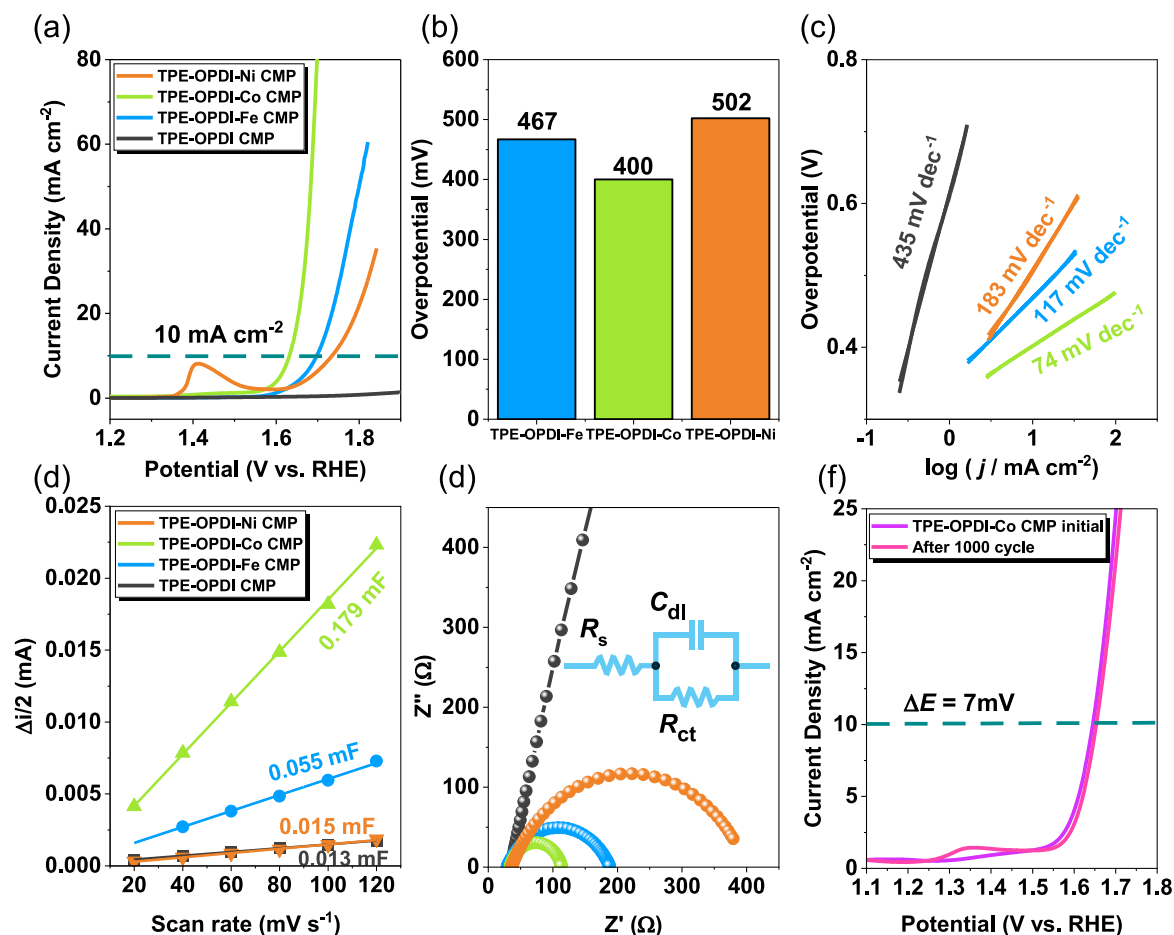 (a)
80
60
40
20
0
1.2 1.4 1.6 1.8
Current Density (mA cm⁻²)
Potential (V vs. RHE)
TPE-OPDI-Ni CMP
TPE-OPDI-Co CMP
TPE-OPDI-Fe CMP
TPE-OPDI CMP
10 mA cm⁻²
(b)
600
500
400
300
200
100
0
Overpotential (mV)
467
400
502
TPE-OPDI-Fe TPE-OPDI-Co TPE-OPDI-Ni
(c)
0.8
0.6
0.4
-1 0 1 2
Overpotential (V)
log ( j / mA cm⁻²)
435 mV dec⁻¹
183 mV dec⁻¹
117 mV dec⁻¹
74 mV dec⁻¹
(d)
0.025
0.020
0.015
0.010
0.005
0.000
20 40 60 80 100 120
Δi/2 (mA)
Scan rate (mV s⁻¹)
TPE-OPDI-Ni CMP
TPE-OPDI-Co CMP
TPE-OPDI-Fe CMP
TPE-OPDI CMP
0.179 mF
0.055 mF
0.015 mF
0.013 mF
(d)
400
300
200
100
0
0 100 200 300 400
Z'' (Ω)
Z' (Ω)
Rs
Cdl
Rct
(f)
25
20
15
10
5
0
1.1 1.2 1.3 1.4 1.5 1.6 1.7 1.8
Current Density (mA cm⁻²)
Potential (V vs. RHE)
TPE-OPDI-Co CMP initial
After 1000 cycle
ΔE = 7mV